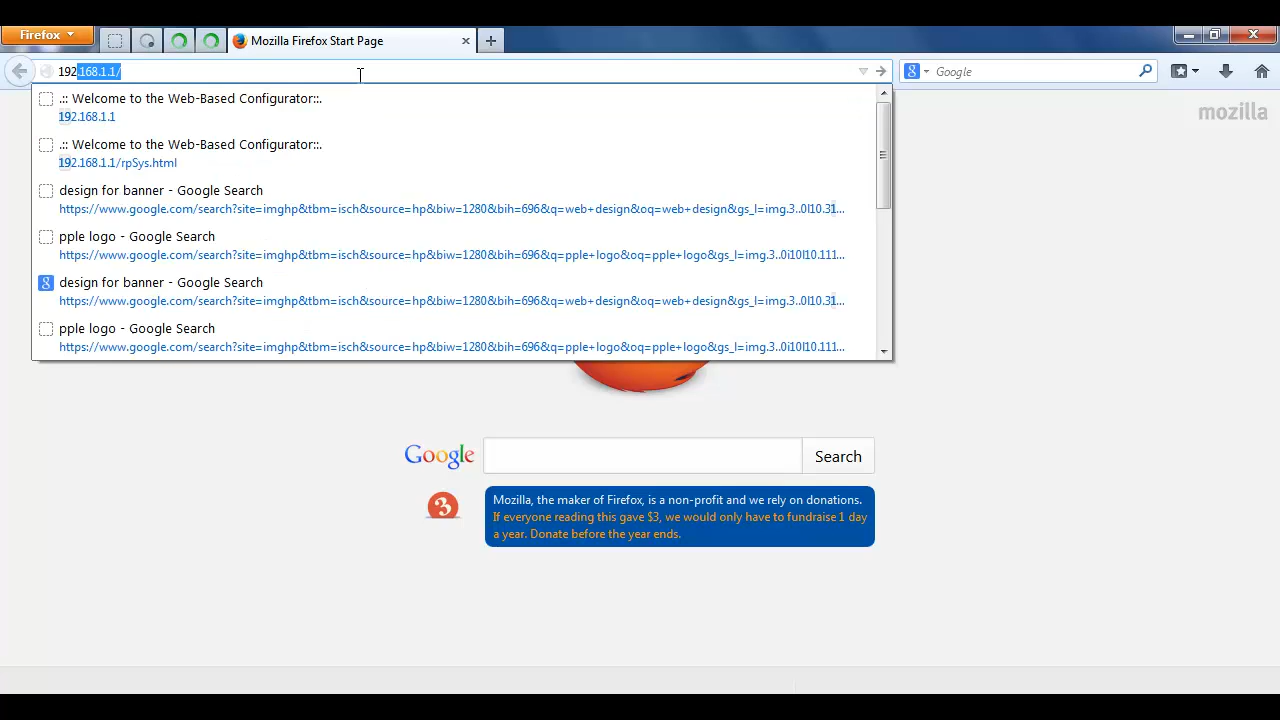 Firefox
Mozilla Firefox Start Page
192.168.1.1/
Google
.:: Welcome to the Web-Based Configurator::.
192.168.1.1
.:: Welcome to the Web-Based Configurator::.
192.168.1.1/rpSys.html
design for banner - Google Search
https://www.google.com/search?site=imghp&tbm=isch&source=hp&biw=1280&bih=696&q=web+design&oq=web+design&gs_l=img.3..0l10.31...
pple logo - Google Search
https://www.google.com/search?site=imghp&tbm=isch&source=hp&biw=1280&bih=696&q=pple+logo&oq=pple+logo&gs_l=img.3..0i10l10.111...
design for banner - Google Search
https://www.google.com/search?site=imghp&tbm=isch&source=hp&biw=1280&bih=696&q=web+design&oq=web+design&gs_l=img.3..0l10.31...
pple logo - Google Search
https://www.google.com/search?site=imghp&tbm=isch&source=hp&biw=1280&bih=696&q=pple+logo&oq=pple+logo&gs_l=img.3..0i10l10.111...
mozilla
Google
Search
3
Mozilla, the maker of Firefox, is a non-profit and we rely on donations.
If everyone reading this gave $3, we would only have to fundraise 1 day
a year. Donate before the year ends.